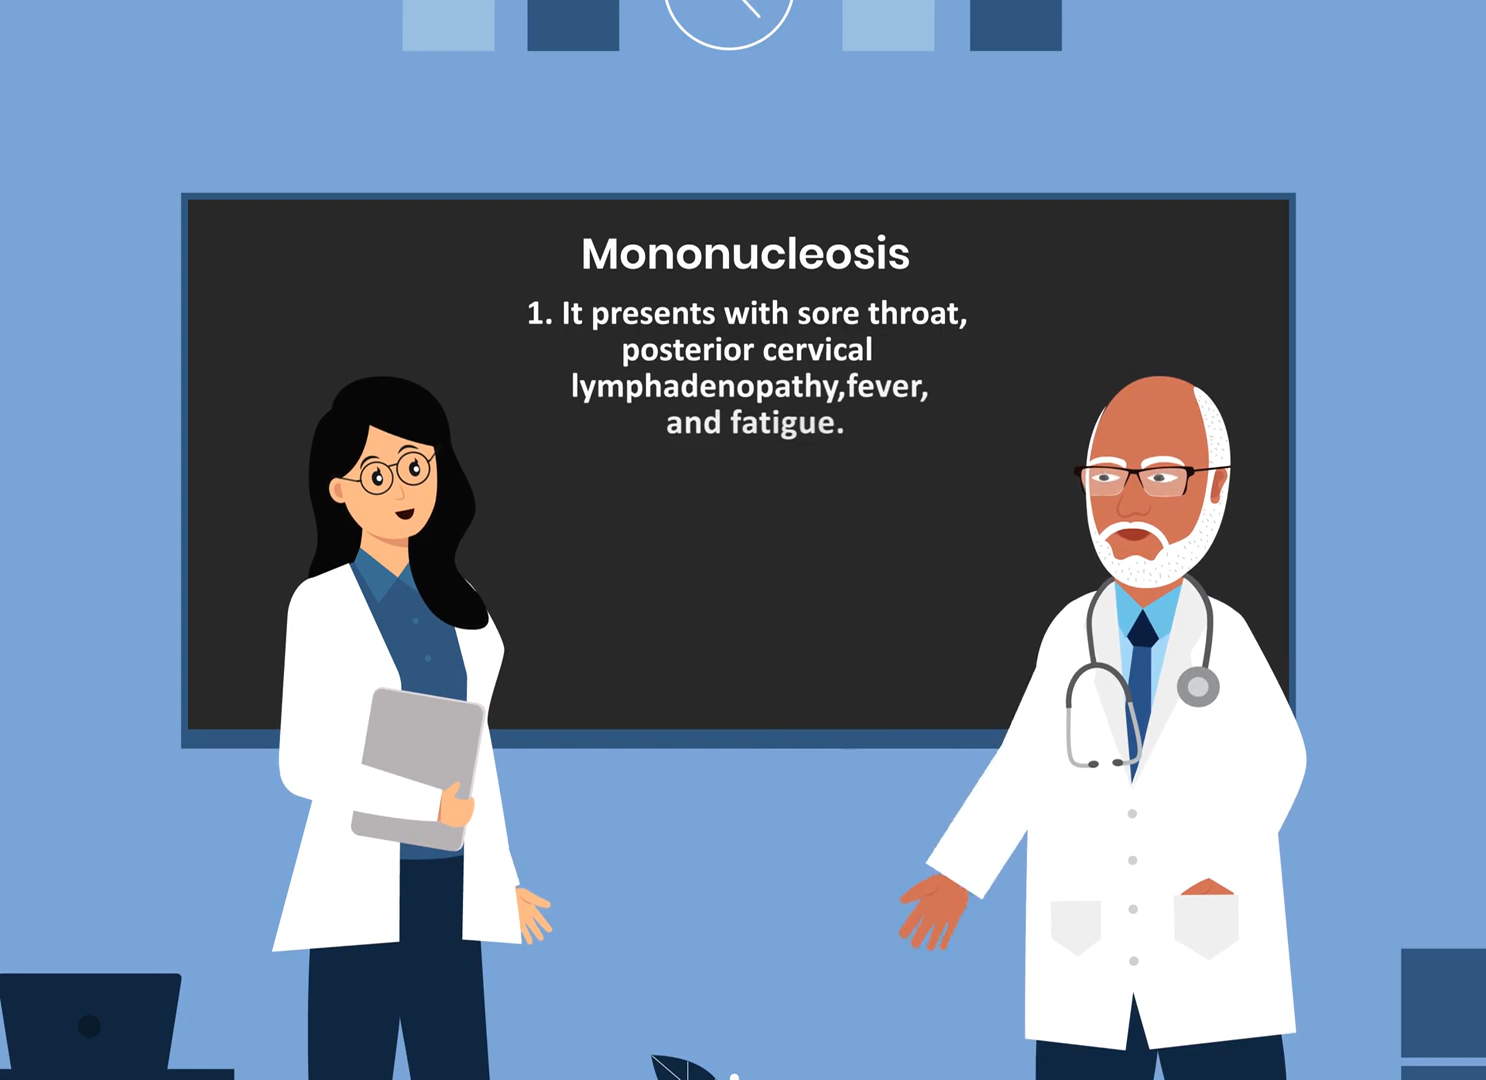 Mononucleosis
1. It presents with sore throat,
posterior cervical
lymphadenopathy,fever,
and fatigue.